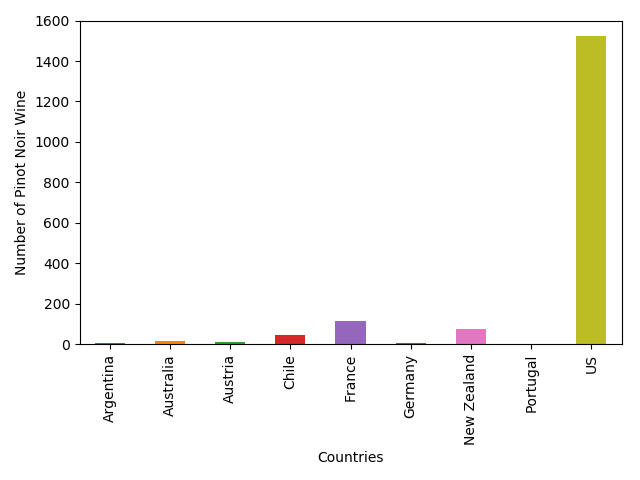 1600
1400
1200
1000
800
600
400
200
0
Number of Pinot Noir Wine
Argentina
Australia
Austria
Chile
France
Germany
New Zealand
Portugal
US
Countries